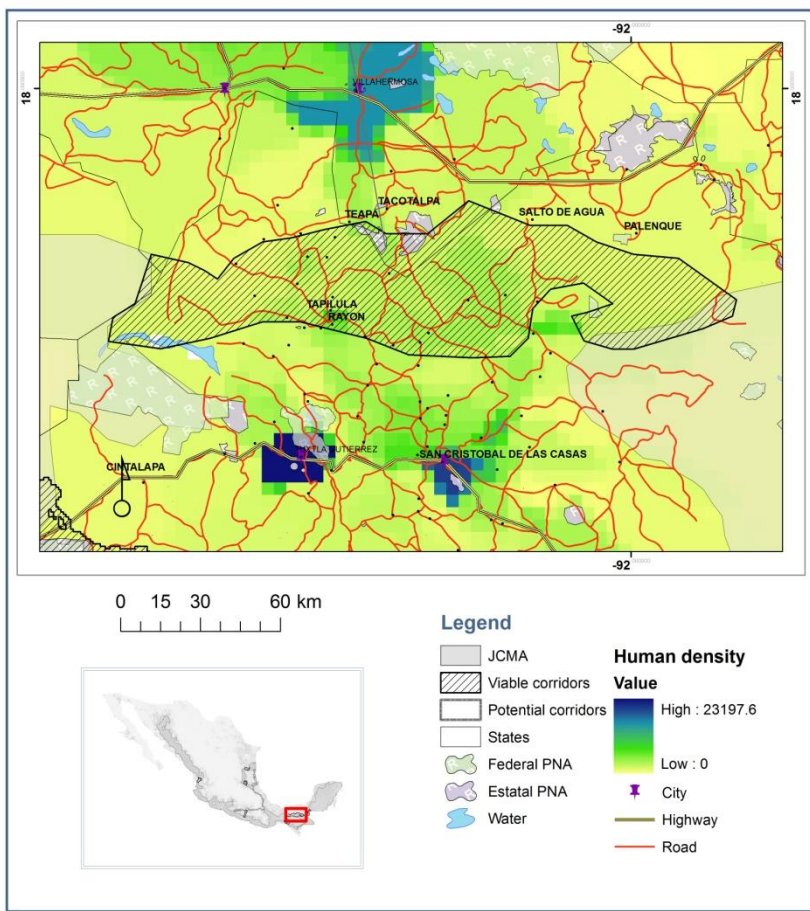 -92
VILLAHERMOSA
18
18
TACOTALPA
TEAPA
SALTO DE AGUA
PALENQUE
TAPILULA
RAYON
SAN CRISTOBAL DE LAS CASAS
CINTALAPA
-92
0 15 30 60 km
Legend
JCMA
Viable corridors
Potential corridors
States
Federal PNA
Estatal PNA
Water
Human density
Value
High : 23197.6
Low : 0
City
Highway
Road